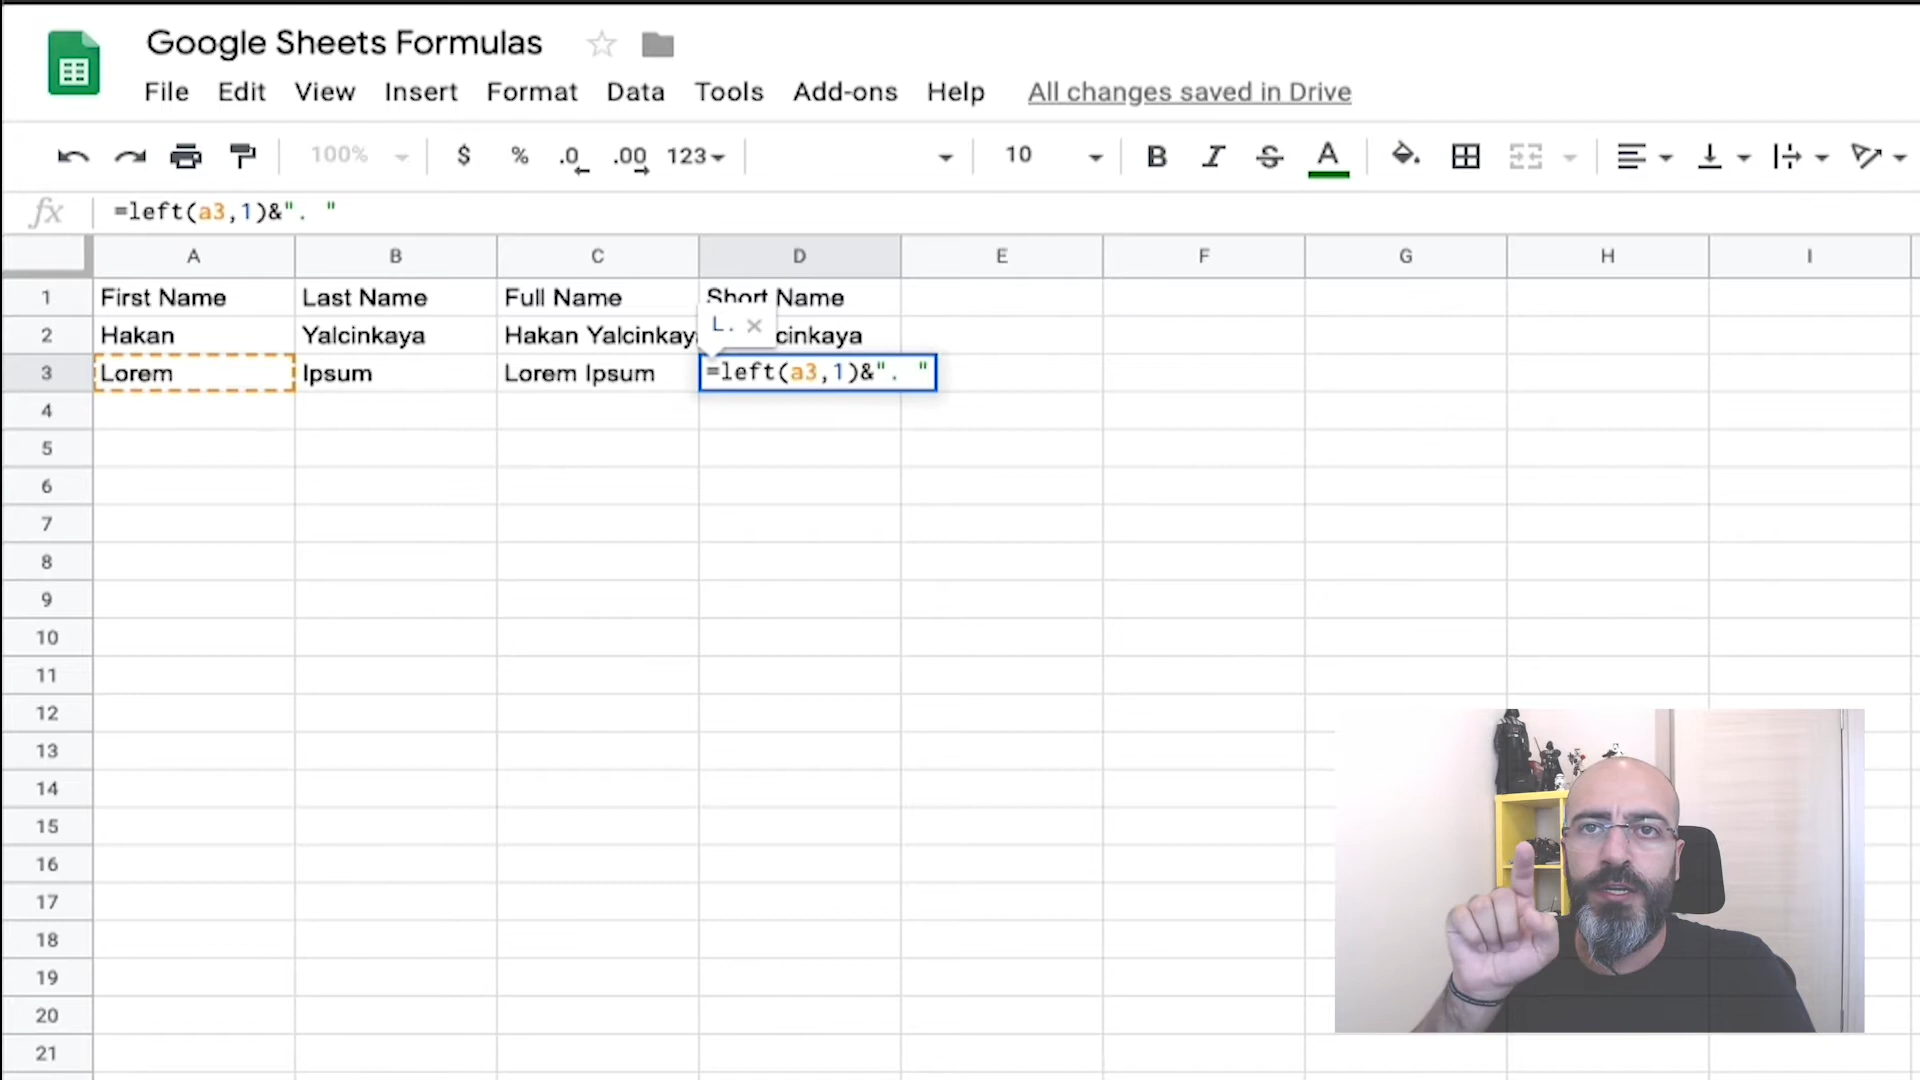 Google Sheets Formulas
File Edit View Insert Format Data Tools Add-ons Help All changes saved in Drive
100% $ % .0 .00 123 10 B I S A
fx =left(a3,1)&". "
A B C D E F G H I
1 First Name Last Name Full Name Short Name
L. ×
2 Hakan Yalcinkaya Hakan Yalcinkay cinkaya
3 Lorem Ipsum Lorem Ipsum =left(a3,1)&". "
4
5
6
7
8
9
10
11
12
13
14
15
16
17
18
19
20
21